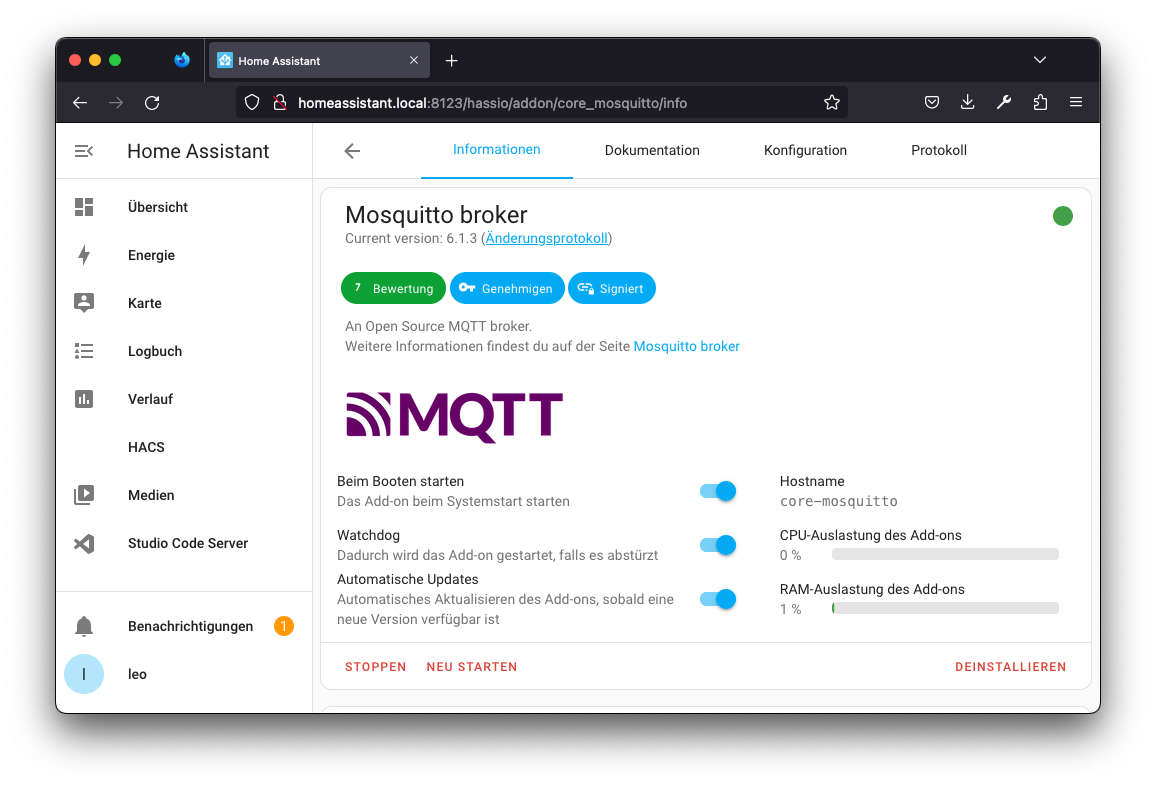 Home Assistant
homeassistant.local:8123/hassio/addon/core_mosquitto/info
Home Assistant
Informationen
Dokumentation
Konfiguration
Protokoll
Übersicht
Energie
Karte
Logbuch
Verlauf
HACS
Medien
Studio Code Server
Benachrichtigungen
1
l
leo
Mosquitto broker
Current version: 6.1.3 (Änderungsprotokoll)
7 Bewertung
Genehmigen
Signiert
An Open Source MQTT broker.
Weitere Informationen findest du auf der Seite Mosquitto broker
MQTT
Beim Booten starten
Das Add-on beim Systemstart starten
Watchdog
Dadurch wird das Add-on gestartet, falls es abstürzt
Automatische Updates
Automatisches Aktualisieren des Add-ons, sobald eine
neue Version verfügbar ist
Hostname
core-mosquitto
CPU-Auslastung des Add-ons
0 %
RAM-Auslastung des Add-ons
1 %
STOPPEN
NEU STARTEN
DEINSTALLIEREN